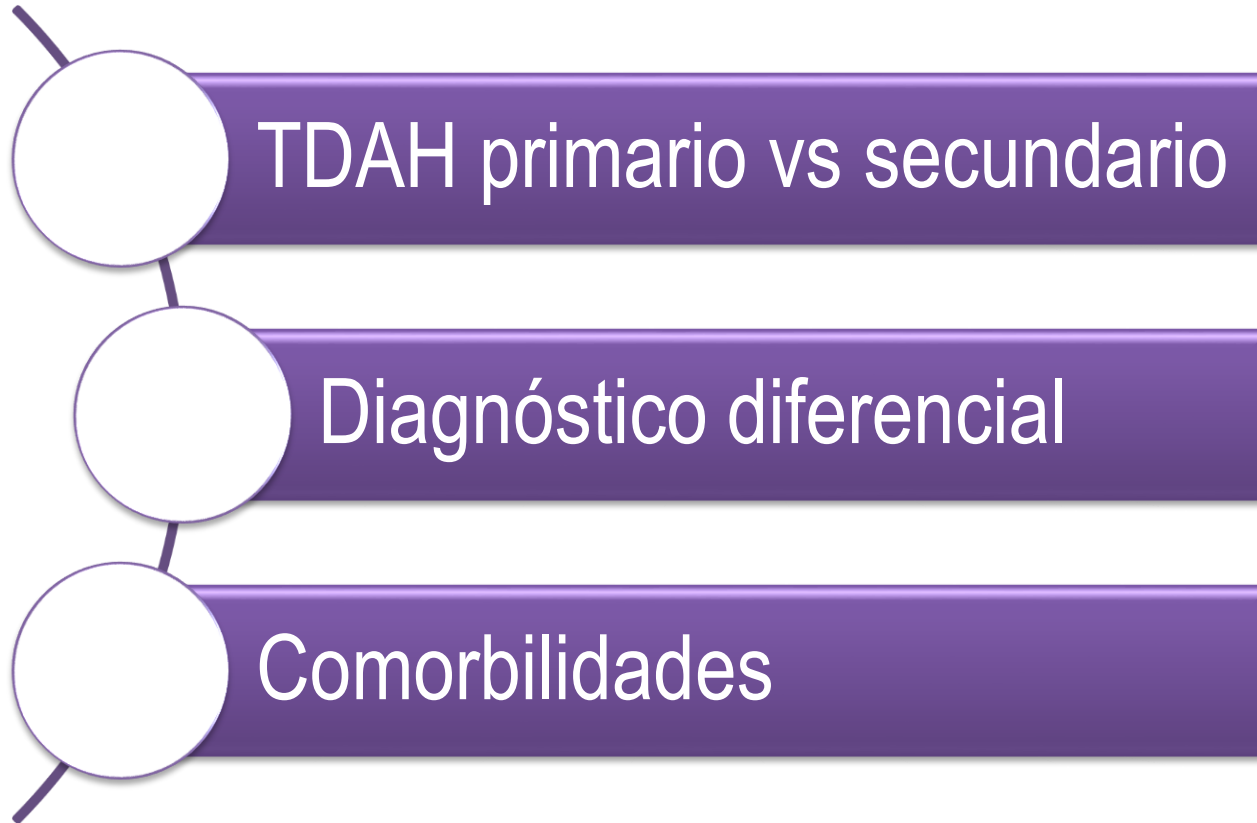 TDAH primario vs secundario
Diagnóstico diferencial
Comorbilidades